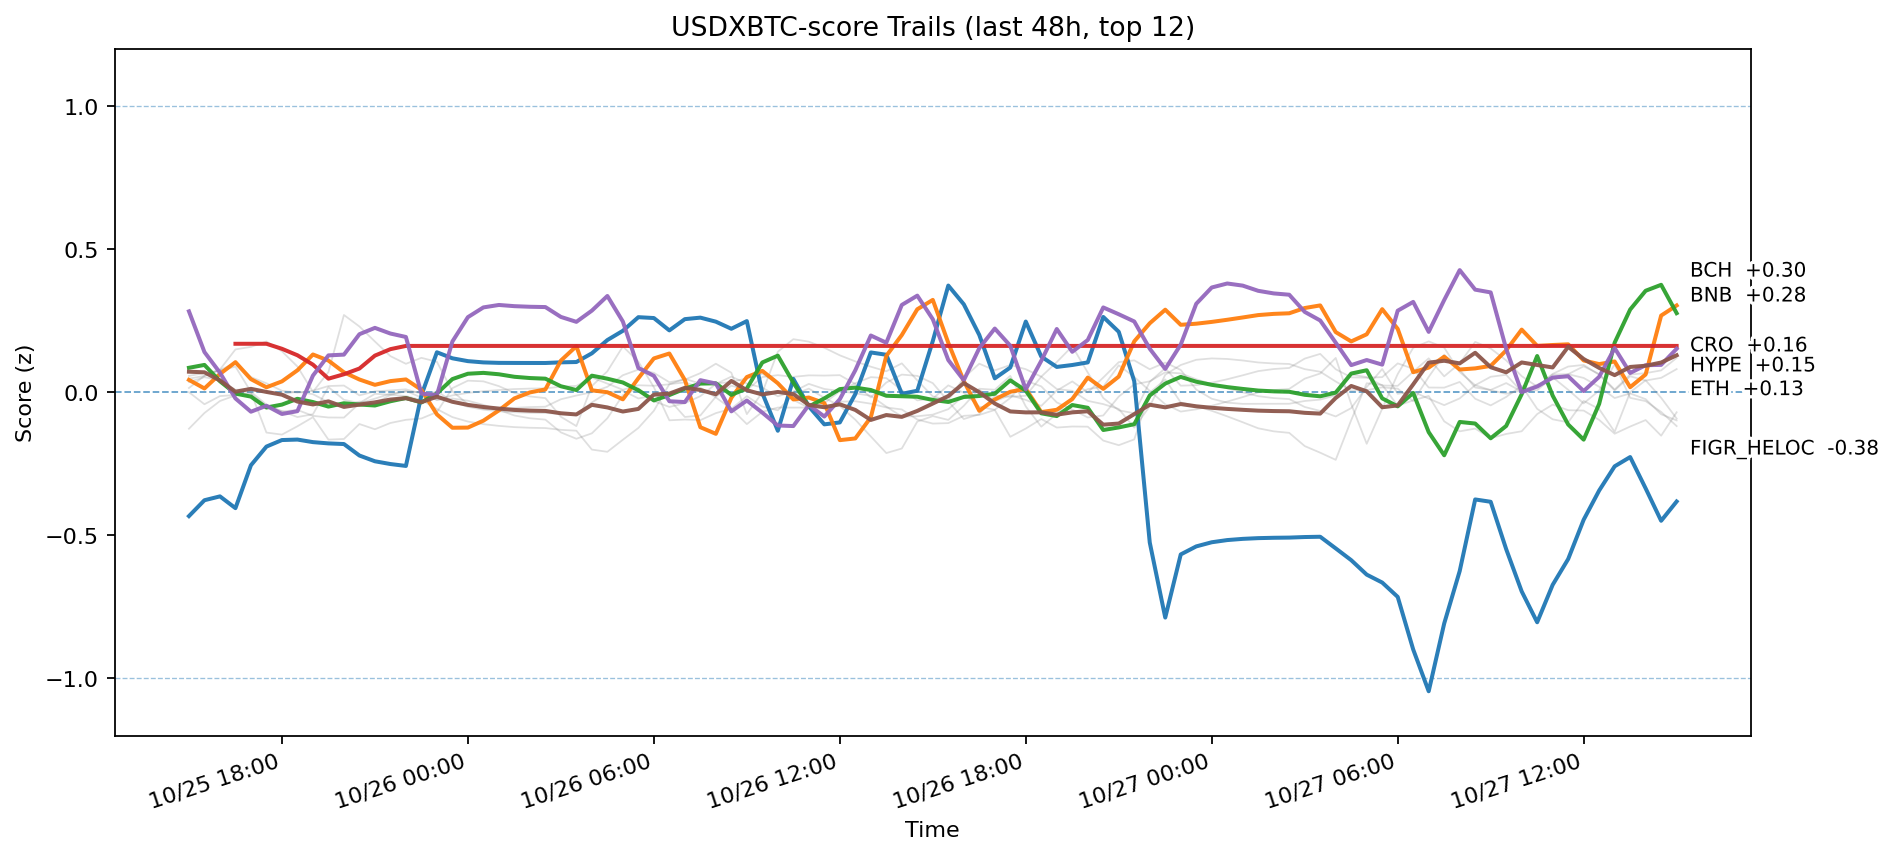 USDXBTC-score Trails (last 48h, top 12)
Score (z)
1.0
0.5
0.0
−0.5
−1.0
BCH +0.30
BNB +0.28
CRO +0.16
HYPE +0.15
ETH +0.13
FIGR_HELOC -0.38
10/25 18:00
10/26 00:00
10/26 06:00
10/26 12:00
10/26 18:00
10/27 00:00
10/27 06:00
10/27 12:00
Time